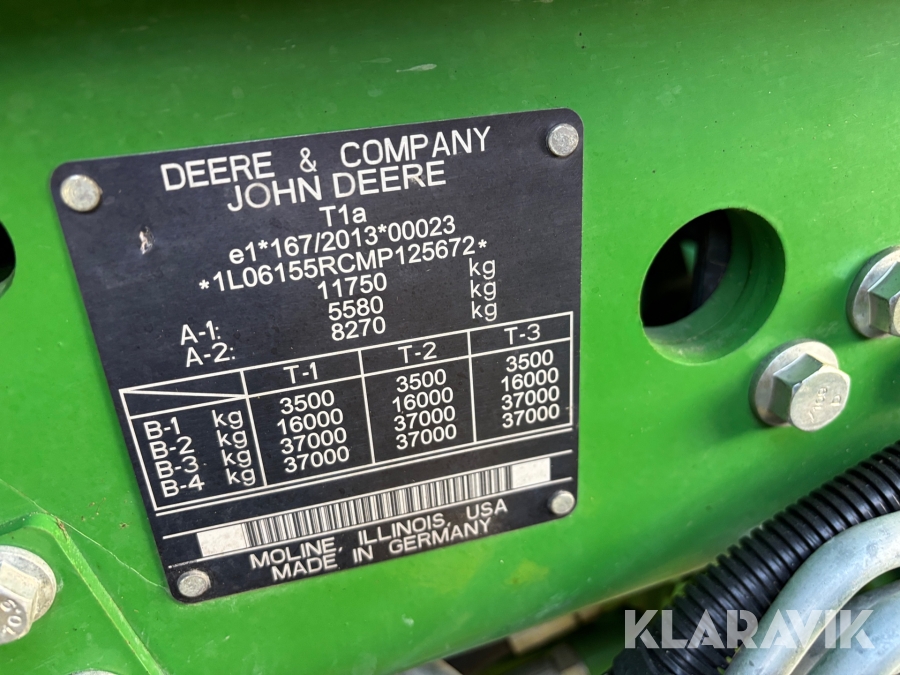 DEERE & COMPANY
JOHN DEERE
T1a
e1*167/2013*00023
*1L06155RCMP125672*
11750 kg
A-1: 5580 kg
A-2: 8270 kg
T-1 T-2 T-3
B-1 kg 3500 3500 3500
B-2 kg 16000 16000 16000
B-3 kg 37000 37000 37000
B-4 kg 37000 37000 37000
MOLINE, ILLINOIS, USA
MADE IN GERMANY
KLARAVIK